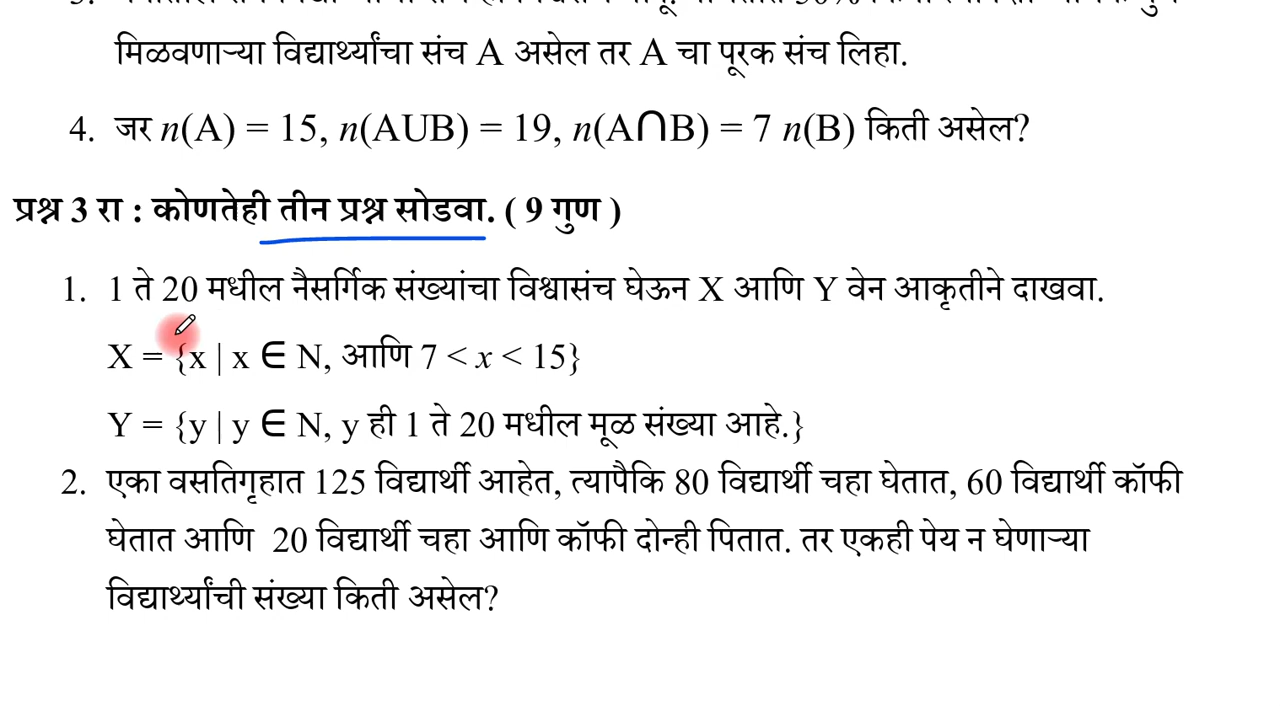 मिळवणाऱ्या विद्यार्थ्यांचा संच A असेल तर A चा पूरक संच लिहा.
4. जर n(A) = 15, n(AUB) = 19, n(A∩B) = 7 n(B) किती असेल?
प्रश्न 3 रा : कोणतेही तीन प्रश्न सोडवा. ( 9 गुण )
1. 1 ते 20 मधील नैसर्गिक संख्यांचा विश्वासंच घेऊन X आणि Y वेन आकृतीने दाखवा.
X = {x | x ∈ N, आणि 7 < x < 15}
Y = {y | y ∈ N, y ही 1 ते 20 मधील मूळ संख्या आहे.}
2. एका वसतिगृहात 125 विद्यार्थी आहेत, त्यापैकि 80 विद्यार्थी चहा घेतात, 60 विद्यार्थी कॉफी
घेतात आणि 20 विद्यार्थी चहा आणि कॉफी दोन्ही पितात. तर एकही पेय न घेणाऱ्या
विद्यार्थ्यांची संख्या किती असेल?